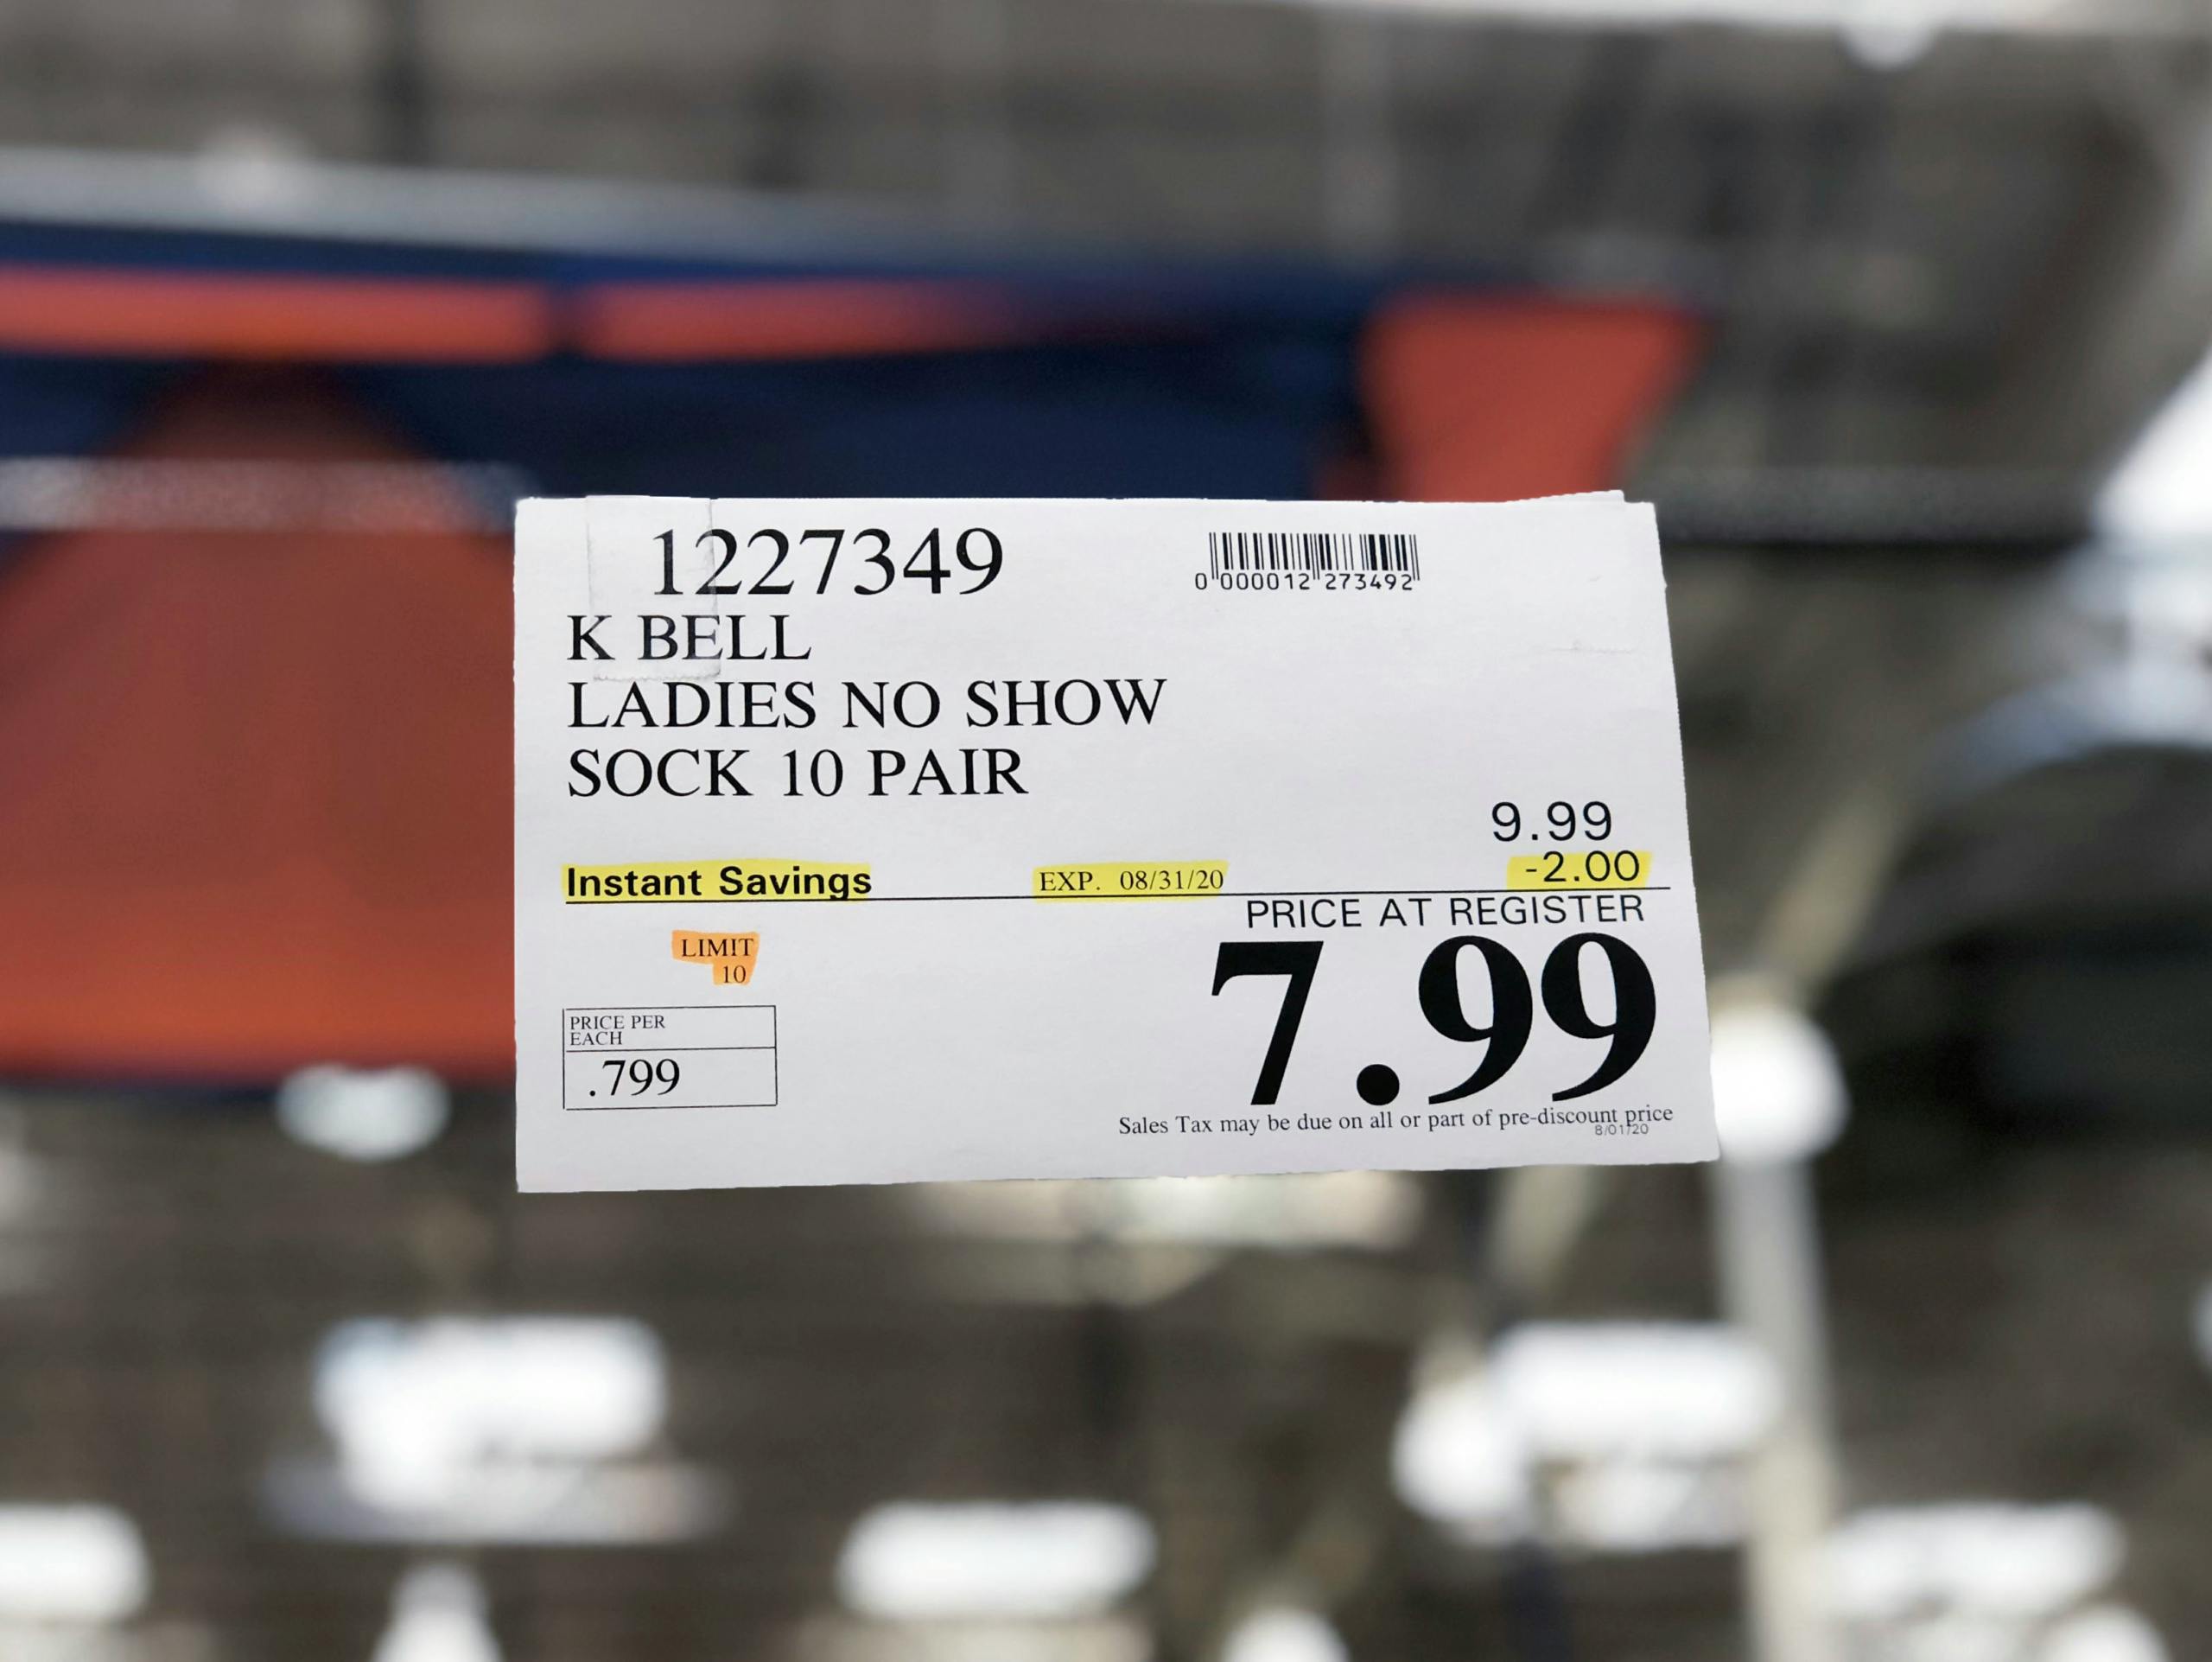 1227349
0 000012 273492
K BELL
LADIES NO SHOW
SOCK 10 PAIR
9.99
Instant Savings EXP. 08/31/20 -2.00
PRICE AT REGISTER
LIMIT
10
7.99
PRICE PER
EACH
.799
Sales Tax may be due on all or part of pre-discount price
8/01/20